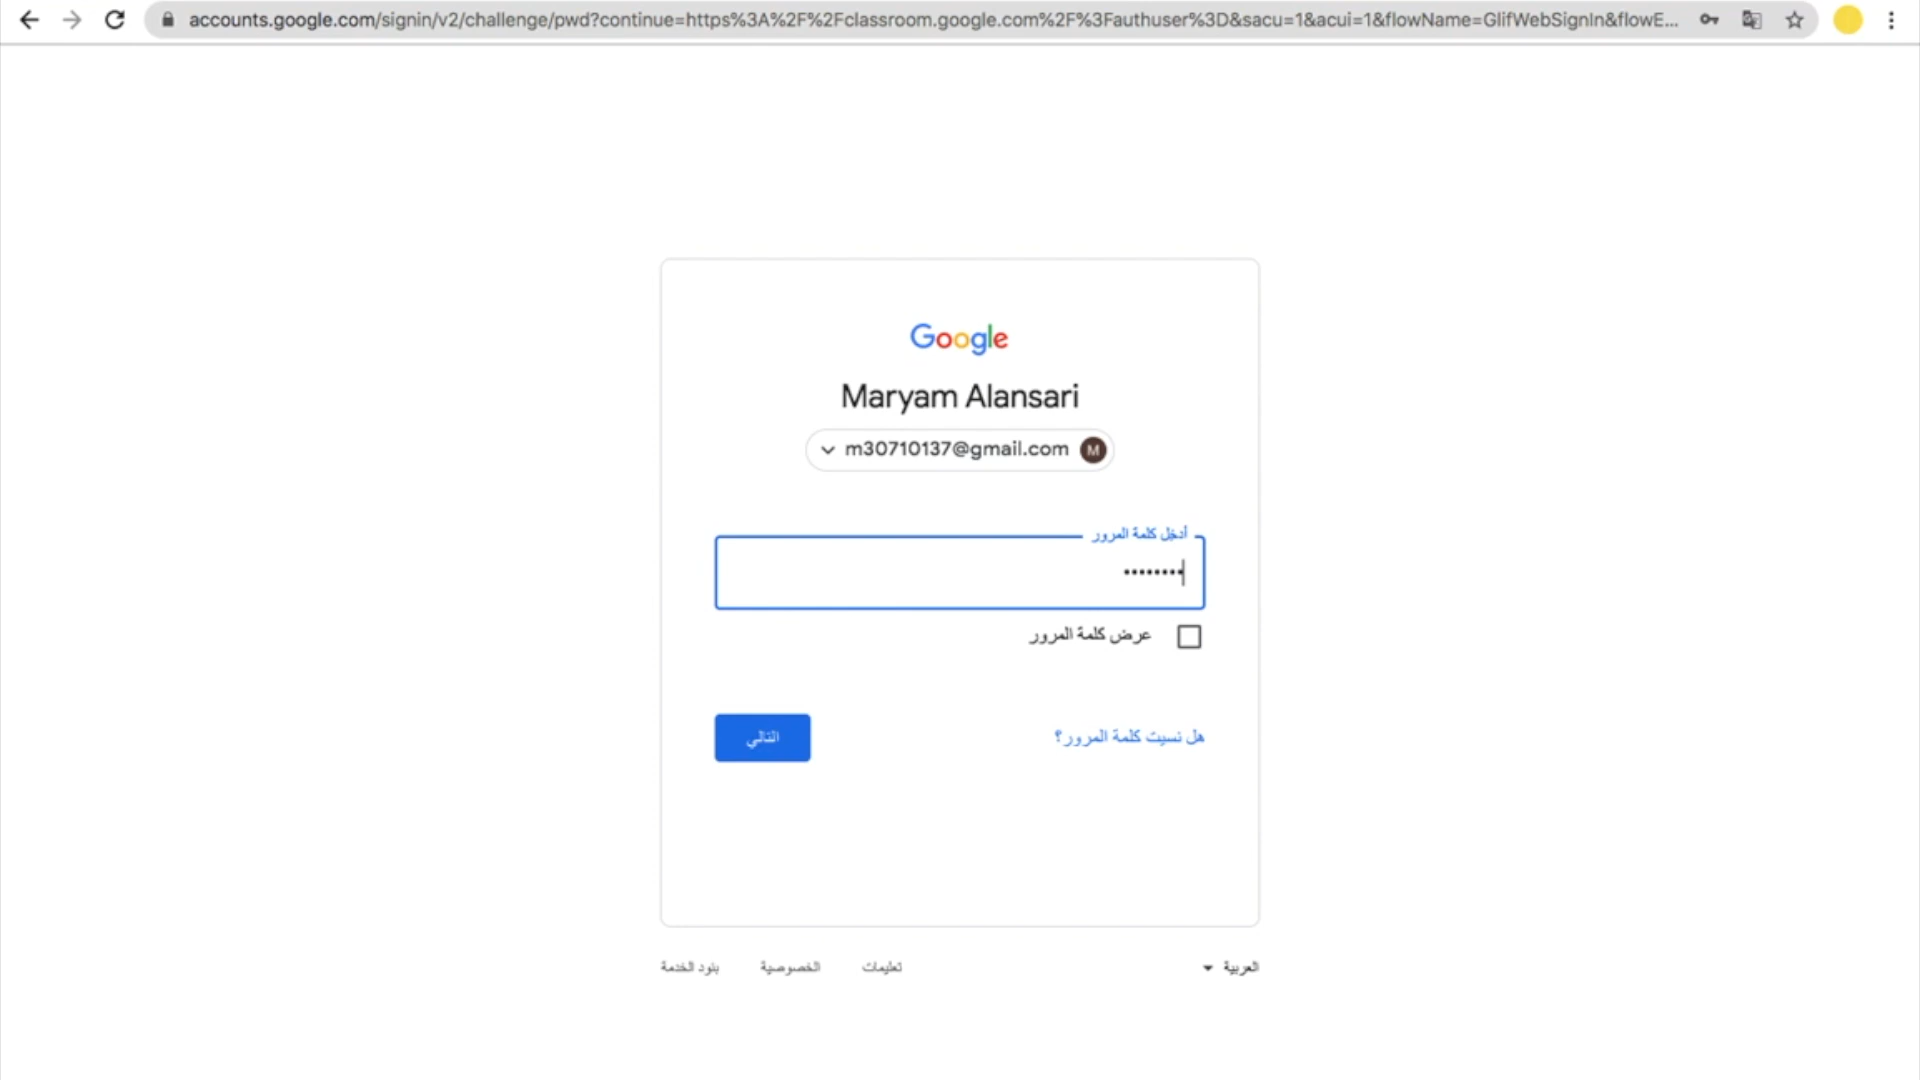 accounts.google.com/signin/v2/challenge/pwd?continue=https%3A%2F%2Fclassroom.google.com%2F%3Fauthuser%3D&sacu=1&acui=1&flowName=GlifWebSignIn&flowE...
Google
Maryam Alansari
m30710137@gmail.com M
أدخِل كلمة المرور
••••••••
عرض كلمة المرور
هل نسيت كلمة المرور؟
التالي
العربية
تعليمات الخصوصية بنود الخدمة